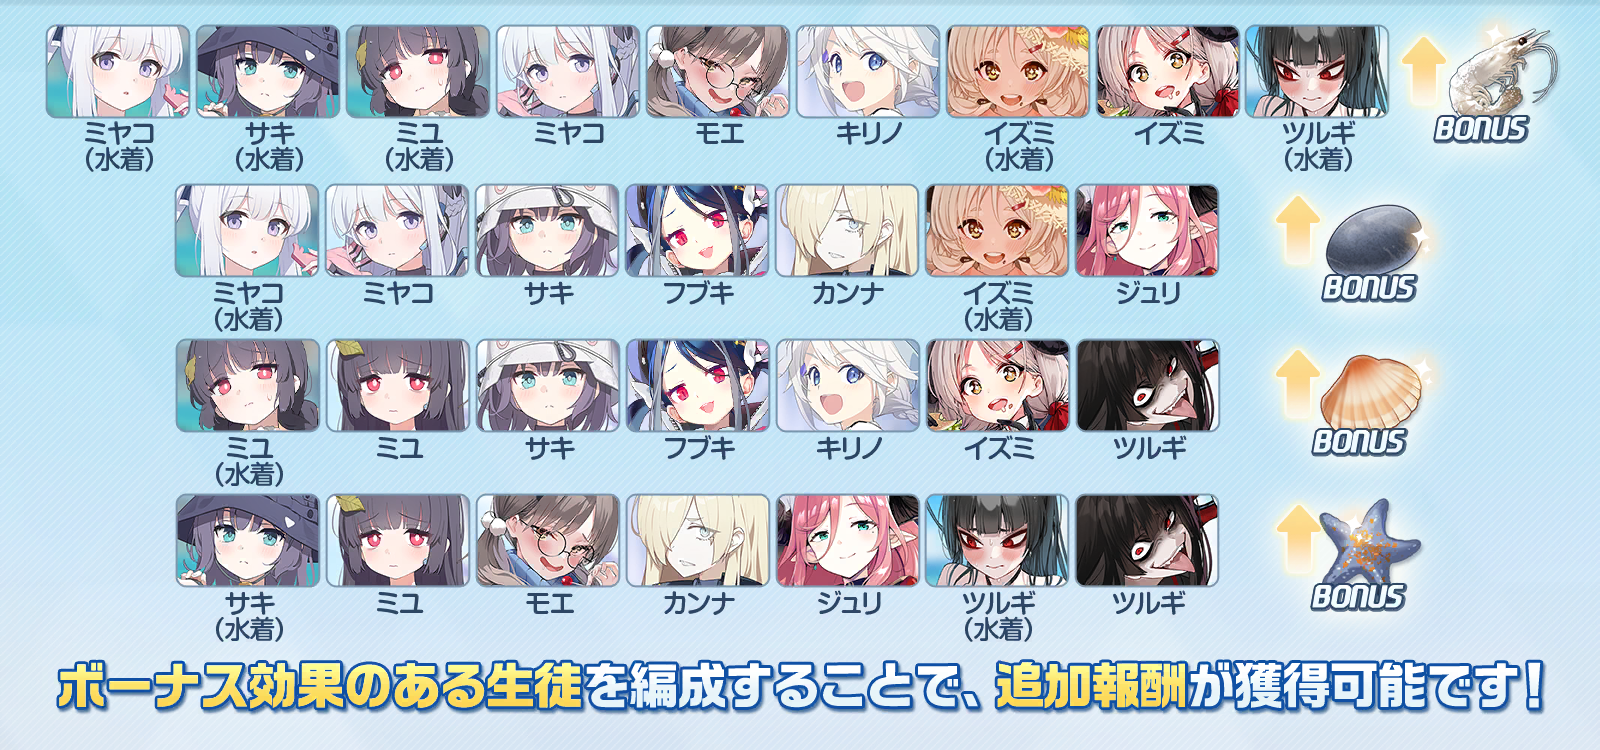 ミヤコ サキ ミユ ミヤコ モエ キリノ イズミ イズミ ツルギ BONUS
(水着) (水着) (水着) (水着) (水着)
ミヤコ ミヤコ サキ フブキ カンナ イズミ ジュリ BONUS
(水着) (水着)
ミユ ミユ サキ フブキ キリノ イズミ ツルギ BONUS
(水着)
サキ ミユ モエ カンナ ジュリ ツルギ ツルギ BONUS
(水着) (水着)
ボーナス効果のある生徒を編成することで、追加報酬が獲得可能です!